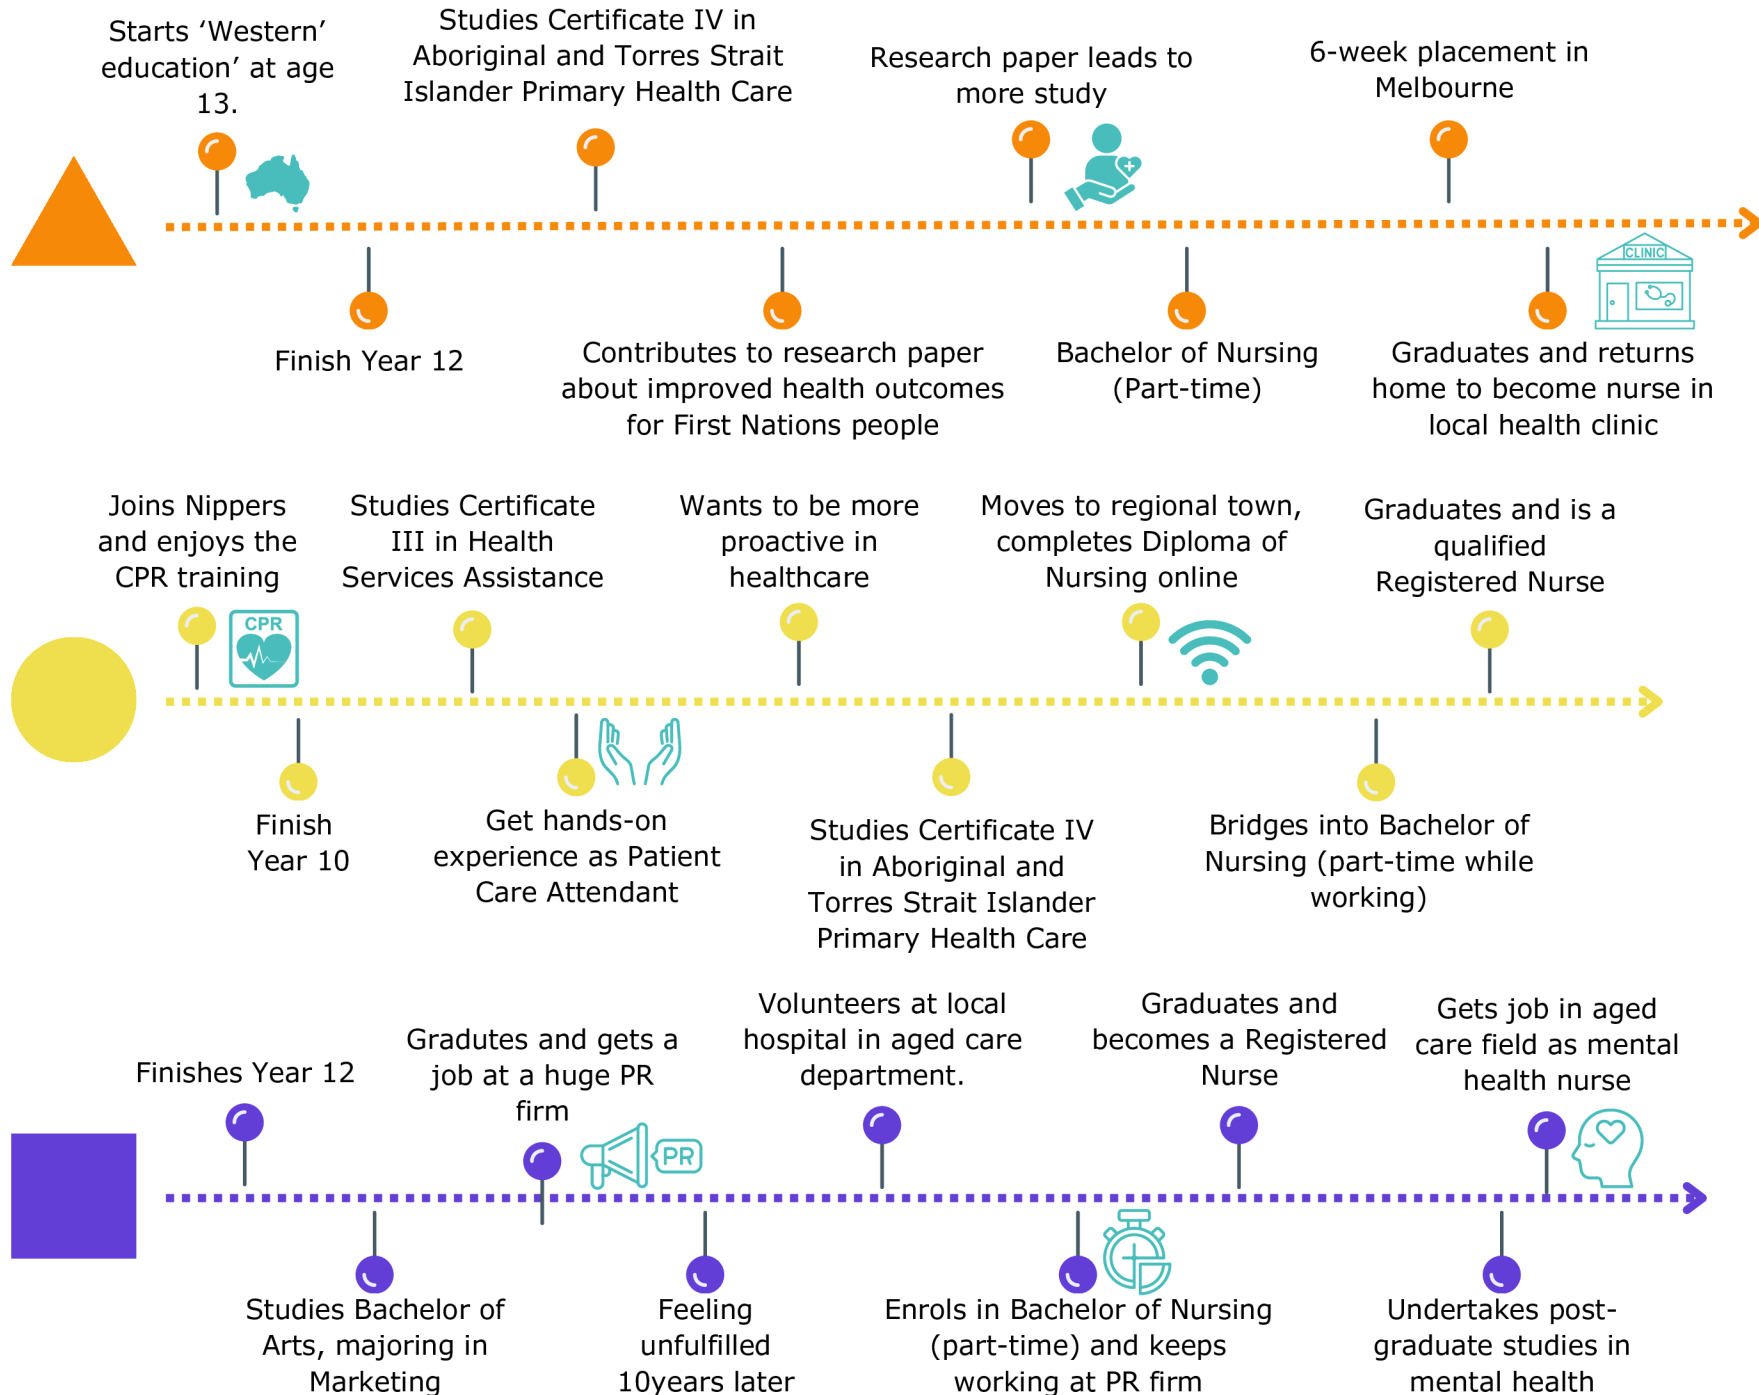 Starts ‘Western’
education’ at age
13.
Studies Certificate IV in
Aboriginal and Torres Strait
Islander Primary Health Care
Research paper leads to
more study
6-week placement in
Melbourne
Finish Year 12
Contributes to research paper
about improved health outcomes
for First Nations people
Bachelor of Nursing
(Part-time)
CLINIC
Graduates and returns
home to become nurse in
local health clinic
Joins Nippers
and enjoys the
CPR training
CPR
Studies Certificate
III in Health
Services Assistance
Wants to be more
proactive in
healthcare
Moves to regional town,
completes Diploma of
Nursing online
Graduates and is a
qualified
Registered Nurse
Finish
Year 10
Get hands-on
experience as Patient
Care Attendant
Studies Certificate IV
in Aboriginal and
Torres Strait Islander
Primary Health Care
Bridges into Bachelor of
Nursing (part-time while
working)
Finishes Year 12
Gradutes and gets a
job at a huge PR
firm
PR
Volunteers at local
hospital in aged care
department.
Graduates and
becomes a Registered
Nurse
Gets job in aged
care field as mental
health nurse
Studies Bachelor of
Arts, majoring in
Marketing
Feeling
unfulfilled
10years later
Enrols in Bachelor of Nursing
(part-time) and keeps
working at PR firm
Undertakes post-
graduate studies in
mental health